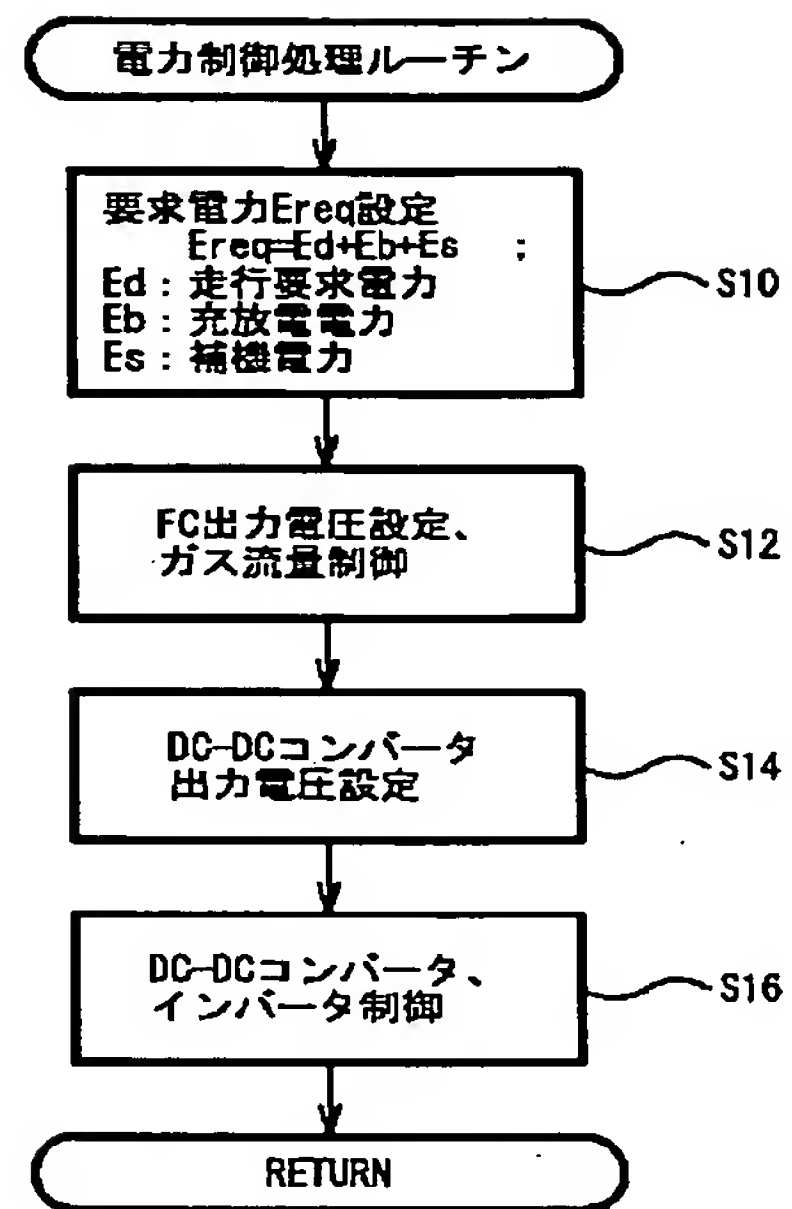 電力制御処理ルーチン
要求電力Ereq設定
Ereq=Ed+Eb+Es ;
Ed：走行要求電力
Eb：充放電電力
Es：補機電力
S10
FC出力電圧設定、
ガス流量制御
S12
DC-DCコンバータ
出力電圧設定
S14
DC-DCコンバータ、
インバータ制御
S16
RETURN